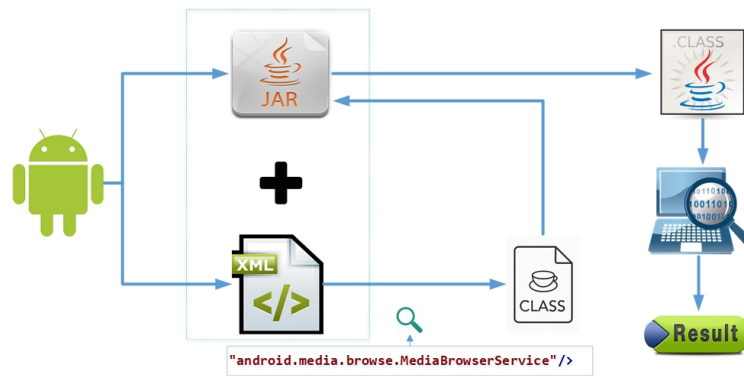 JAR
.CLASS
XML
</>
CLASS
"android.media.browse.MediaBrowserService"/>
Result